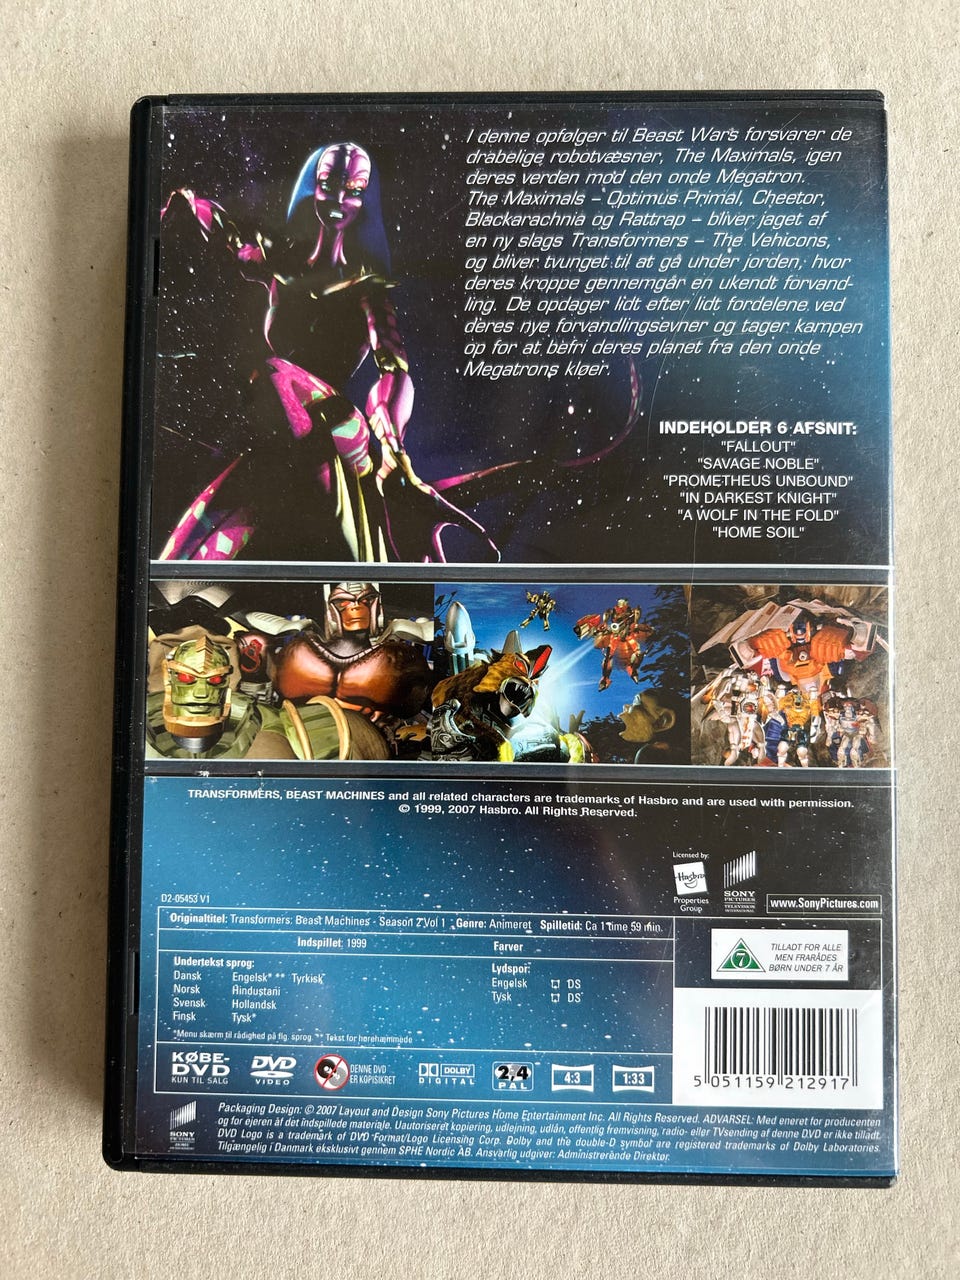 I denne opfølger til Beast Wars forsvarer de
drabelige robotvæsner, The Maximals, igen
deres verden mod den onde Megatron.
The Maximals – Optimus Primal, Cheetor,
Blackarachnia og Rattrap – bliver jaget af
en ny slags Transformers – The Vehicons,
og bliver tvunget til at gå under jorden, hvor
deres kroppe gennemgår en ukendt forvand-
ling. De opdager lidt efter lidt fordelene ved
deres nye forvandlingsevner og tager kampen
op for at befri deres planet fra den onde
Megatrons kløer.
INDEHOLDER 6 AFSNIT:
"FALLOUT"
"SAVAGE NOBLE"
"PROMETHEUS UNBOUND"
"IN DARKEST KNIGHT"
"A WOLF IN THE FOLD"
"HOME SOIL"
TRANSFORMERS, BEAST MACHINES and all related characters are trademarks of Hasbro and are used with permission.
© 1999, 2007 Hasbro. All Rights Reserved.
Licensed by:
Hasbro
Properties
Group
SONY
PICTURES
TELEVISION
INTERNATIONAL
www.SonyPictures.com
D2-05453 V1
Originaltitel: Transformers: Beast Machines - Season 2 Vol 1 Genre: Animeret Spilletid: Ca 1 time 59 min.
Indspillet: 1999 Farver
Undertekst sprog:
Dansk Engelsk* ** Tyrkisk
Norsk Hindustani
Svensk Hollandsk
Finsk Tysk*
Lydspor:
Engelsk DS
Tysk DS
*Menu skærm til rådighed på flg. sprog. ** Tekst for hørehæmmede
TILLADT FOR ALLE
MEN FRARÅDES
BØRN UNDER 7 ÅR
7
KØBE-
DVD
KUN TIL SALG
DVD
VIDEO
DENNE DVD
ER KOPISIKRET
DOLBY
DIGITAL
2,4
PAL
4:3
1:33
5 051159 212917
SONY
PICTURES
Packaging Design: © 2007 Layout and Design Sony Pictures Home Entertainment Inc. All Rights Reserved. ADVARSEL: Med eneret for producenten
og for ejeren af det indspillede materiale. Uautoriseret kopiering, udlejning, udlån, offentlig fremvisning, radio- eller TVsending af denne DVD er ikke tilladt.
DVD Logo is a trademark of DVD Format/Logo Licensing Corp. Dolby and the double-D symbol are registered trademarks of Dolby Laboratories.
Tilgængelig i Danmark eksklusivt gennem SPHE Nordic AB. Ansvarlig udgiver: Administrerende Direktør.